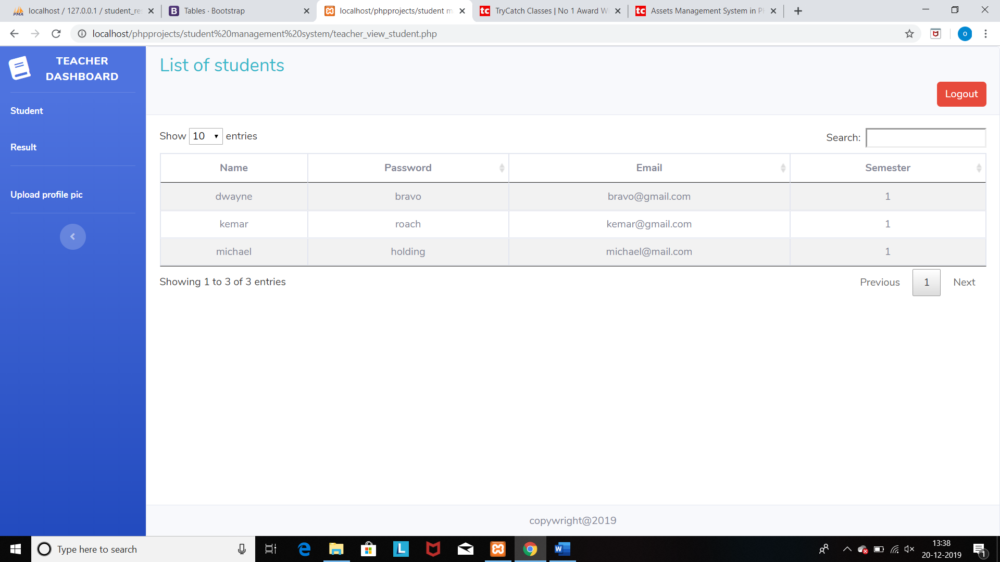 localhost / 127.0.0.1 / student_re
Tables · Bootstrap
localhost/phpprojects/student m
TryCatch Classes | No 1 Award Wi
Assets Management System in P
localhost/phpprojects/student%20management%20system/teacher_view_student.php
o
TEACHER
DASHBOARD
Student
Result
Upload profile pic
List of students
Logout
Show 10 entries
Search:
Name Password Email Semester
dwayne bravo bravo@gmail.com 1
kemar roach kemar@gmail.com 1
michael holding michael@mail.com 1
Showing 1 to 3 of 3 entries
Previous 1 Next
copywright@2019
Type here to search
13:38
20-12-2019
1